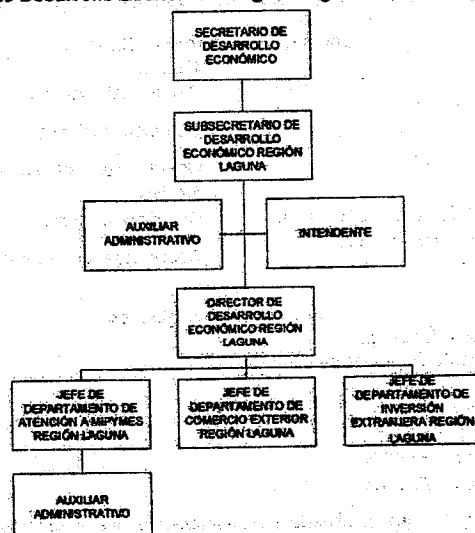 SECRETARIO DE
DESARROLLO
ECONÓMICO
SUBSECRETARIO DE
DESARROLLO
ECONÓMICO REGIÓN
LAGUNA
AUXILIAR
ADMINISTRATIVO
INTENDENTE
DIRECTOR DE
DESARROLLO
ECONÓMICO REGIÓN
LAGUNA
JEFE DE
DEPARTAMENTO DE
ATENCIÓN A MIPYMES
REGIÓN LAGUNA
JEFE DE
DEPARTAMENTO DE
COMERCIO EXTERIOR
REGIÓN LAGUNA
JEFE DE
DEPARTAMENTO DE
INVERSIÓN
EXTRANJERA REGIÓN
LAGUNA
AUXILIAR
ADMINISTRATIVO